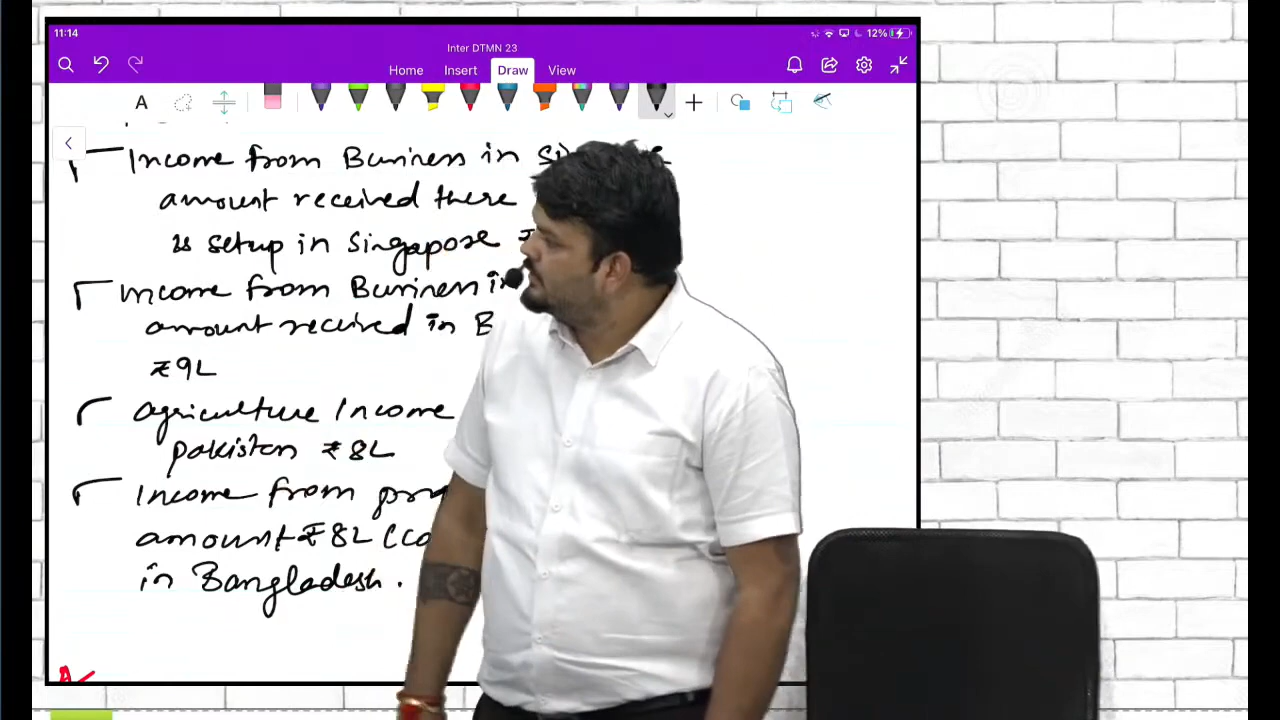 11:14
12%
Inter DTMN 23
Home Insert Draw View
A
Income from Business in
amount received there
is setup in Singapore
Income from Business in
amount received in B
₹9L
Agriculture Income
pakistan ₹8L
Income from
amount ₹8L
in Bangladesh.